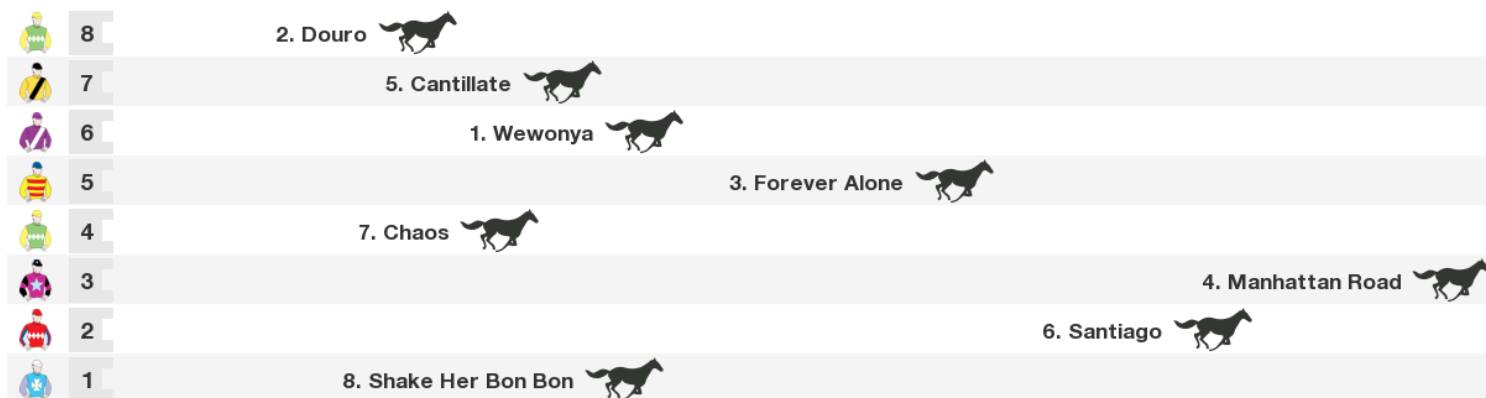 8 2. Douro
7 5. Cantillate
6 1. Wewonya
5 3. Forever Alone
4 7. Chaos
3 4. Manhattan Road
2 6. Santiago
1 8. Shake Her Bon Bon